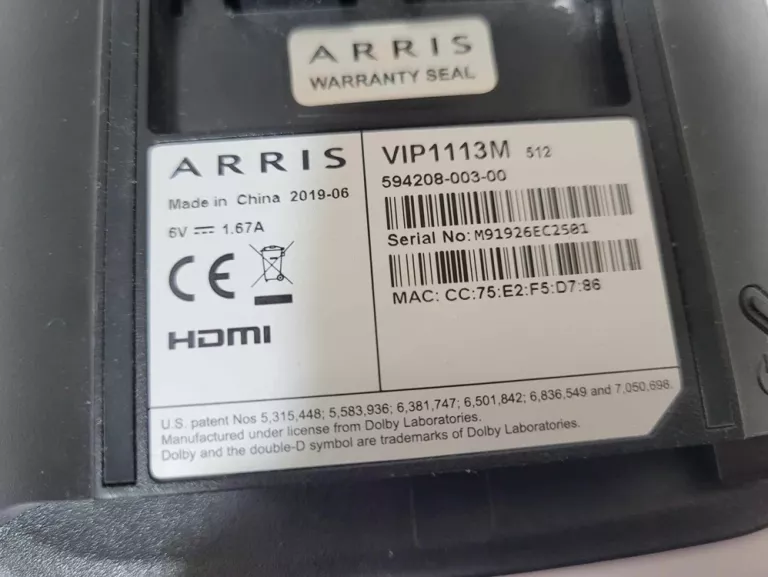 ARRIS
WARRANTY SEAL
ARRIS
Made in China 2019-06
6V ⎓ 1.67A
CE
HDMI
VIP1113M 512
594208-003-00
Serial No: M91926EC2501
MAC: CC:75:E2:F5:D7:86
U.S. patent Nos 5,315,448; 5,583,936; 6,381,747; 6,501,842; 6,836,549 and 7,050,698.
Manufactured under license from Dolby Laboratories.
Dolby and the double-D symbol are trademarks of Dolby Laboratories.